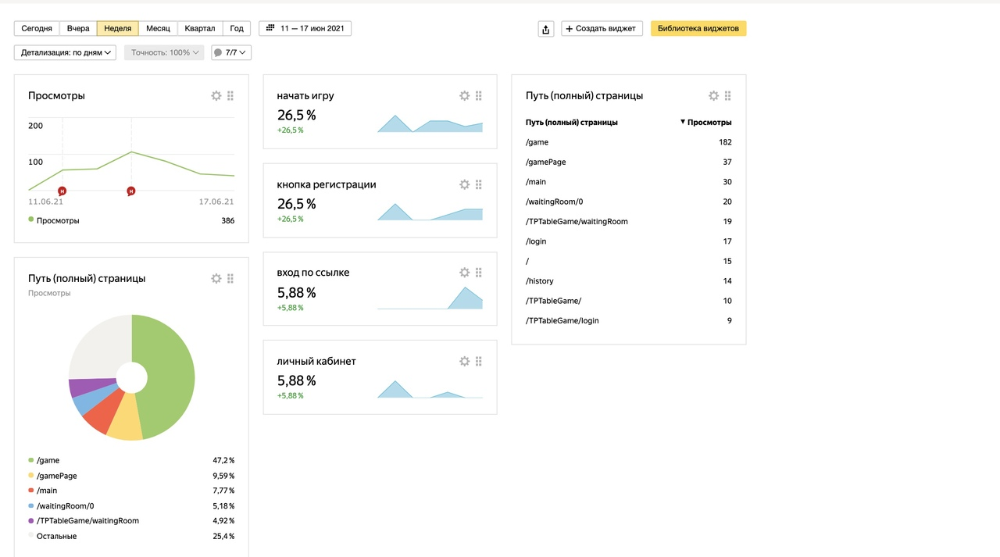 Сегодня Вчера Неделя Месяц Квартал Год 11 — 17 июн 2021 + Создать виджет Библиотека виджетов
Детализация: по дням Точность: 100% 7/7
Просмотры
200
100
Н Н
11.06.21 17.06.21
Просмотры 386
Путь (полный) страницы
Просмотры
/game 47,2 %
/gamePage 9,59 %
/main 7,77 %
/waitingRoom/0 5,18 %
/TPTableGame/waitingRoom 4,92 %
Остальные 25,4 %
начать игру
26,5 %
+26,5 %
кнопка регистрации
26,5 %
+26,5 %
вход по ссылке
5,88 %
+5,88 %
личный кабинет
5,88 %
+5,88 %
Путь (полный) страницы
Путь (полный) страницы ▼ Просмотры
/game 182
/gamePage 37
/main 30
/waitingRoom/0 20
/TPTableGame/waitingRoom 19
/login 17
/ 15
/history 14
/TPTableGame/ 10
/TPTableGame/login 9